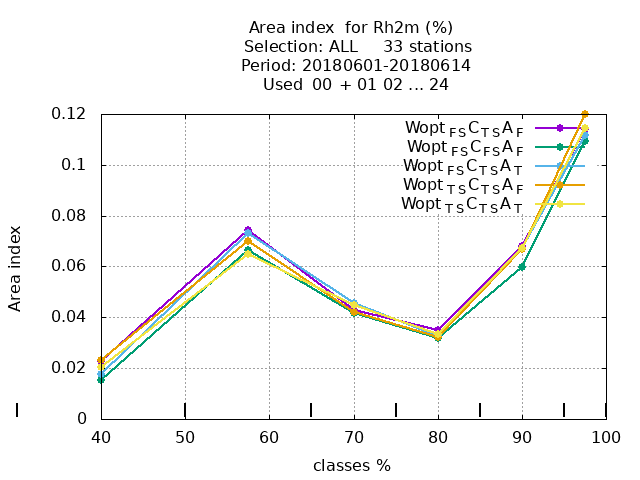 Area index for Rh2m (%)
Selection: ALL 33 stations
Period: 20180601-20180614
Used 00 + 01 02 ... 24
0.12
0.1
0.08
0.06
0.04
0.02
0
Area index
Wopt FS C TS A F
Wopt FS C FS A F
Wopt FS C TS A T
Wopt TS C TS A F
Wopt TS C TS A T
40 50 60 70 80 90 100
classes %